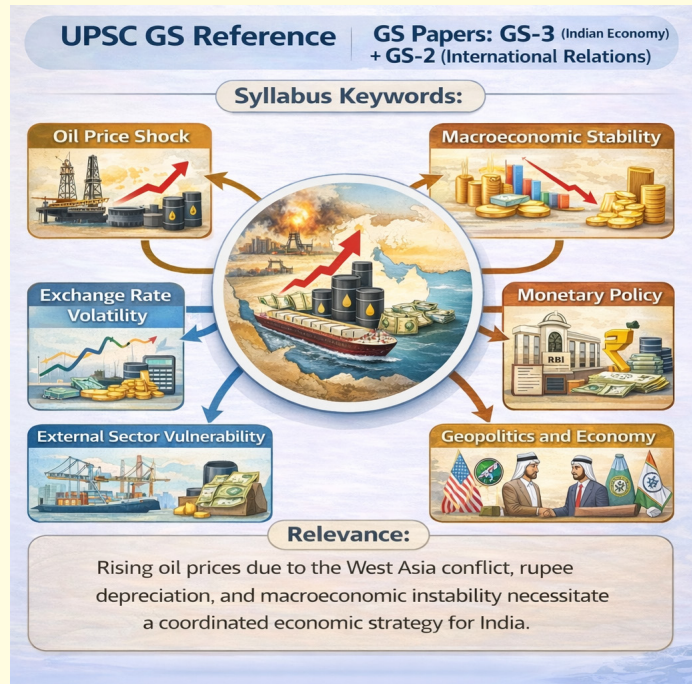 UPSC GS Reference
GS Papers: GS-3 (Indian Economy)
+ GS-2 (International Relations)
Syllabus Keywords:
Oil Price Shock
Macroeconomic Stability
Exchange Rate
Volatility
Monetary Policy
RBI
External Sector Vulnerability
Geopolitics and Economy
Relevance:
Rising oil prices due to the West Asia conflict, rupee
depreciation, and macroeconomic instability necessitate
a coordinated economic strategy for India.